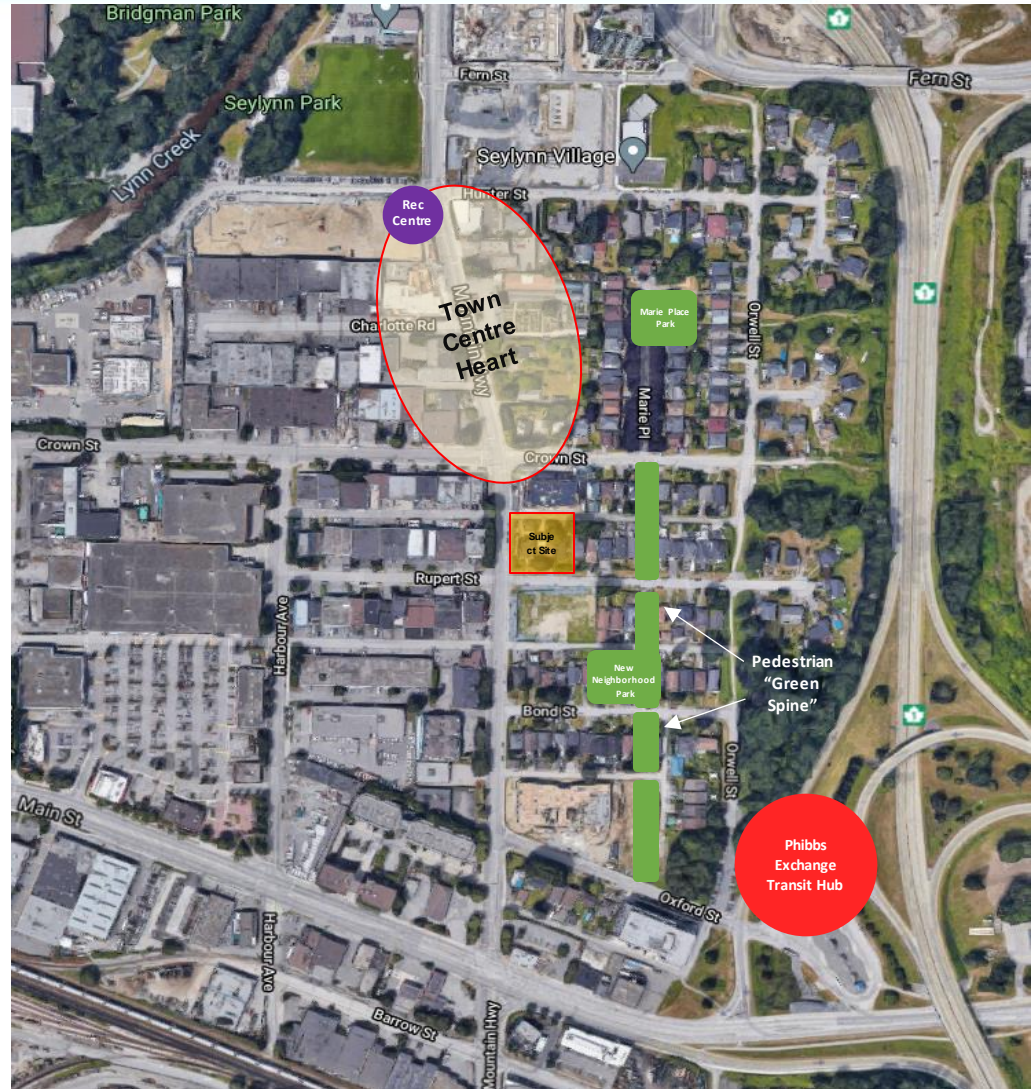 Bridgman Park
1
Fern St
Fern St
Seylynn Park
Lynn Creek
Seylynn Village
Hunter St
Rec
Centre
1
Marie Place
Park
Orwell St
Town
Centre
Heart
Charlotte Rd
Marie Pl
Crown St
Crown St
Subje
ct Site
Rupert St
Harbour Ave
Pedestrian
“Green
Spine”
New
Neighborhood
Park
Bond St
1
Orwell St
Main St
Phibbs
Exchange
Transit Hub
Oxford St
Harbour Ave
Barrow St
Mountain Hwy